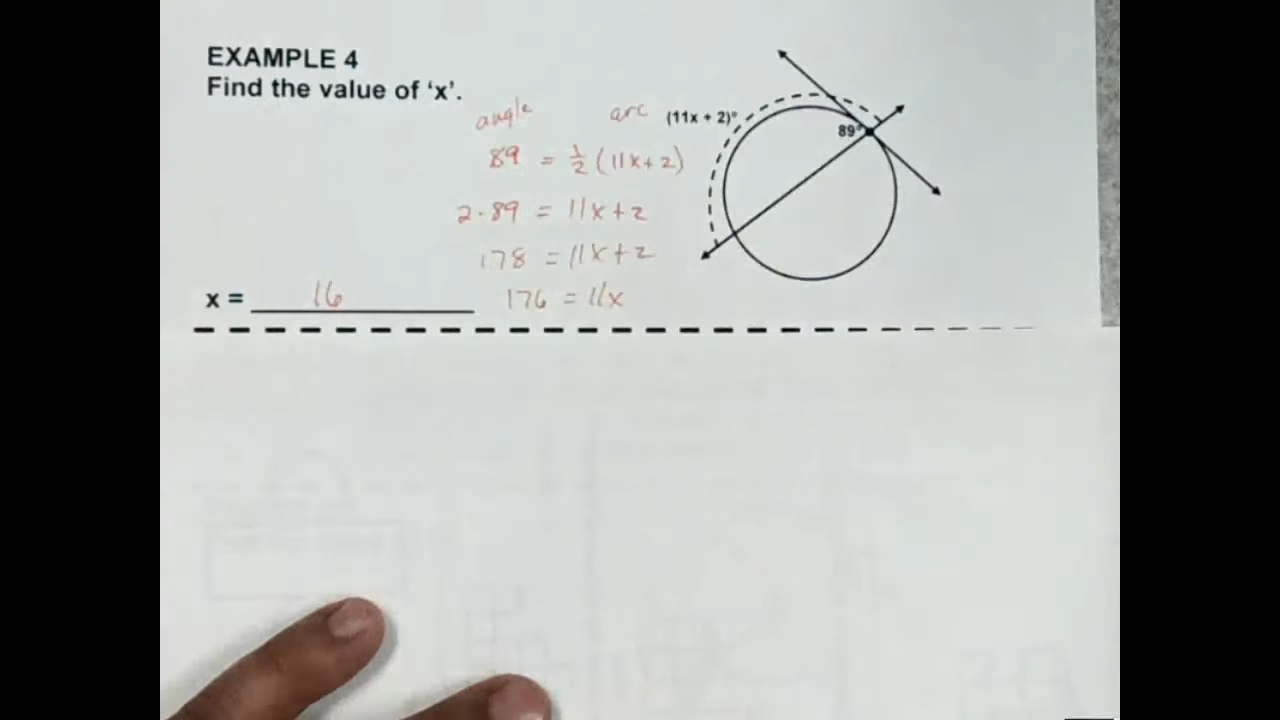 EXAMPLE 4
Find the value of ‘x’.
angle arc (11x + 2)°
89°
89 = 1/2 (11x+2)
2·89 = 11x+2
178 = 11x+2
x = 16
176 = 11x